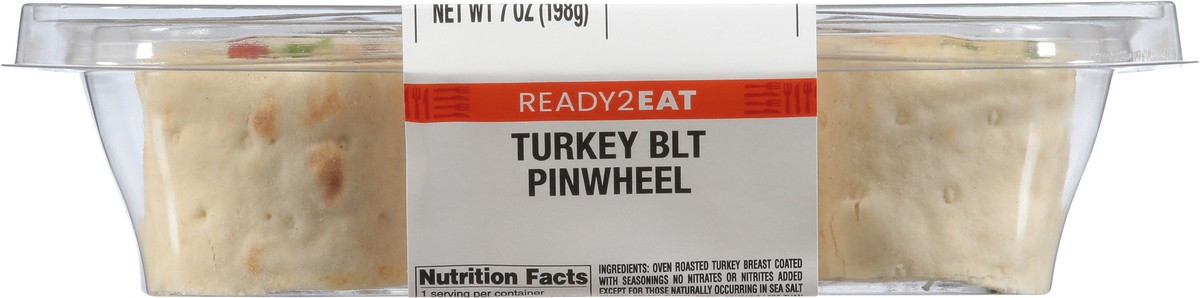 NET WT 7 OZ (198g)
READY2EAT
TURKEY BLT
PINWHEEL
Nutrition Facts
1 serving per container
INGREDIENTS: OVEN ROASTED TURKEY BREAST COATED
WITH SEASONINGS NO NITRATES OR NITRITES ADDED
EXCEPT FOR THOSE NATURALLY OCCURRING IN SEA SALT